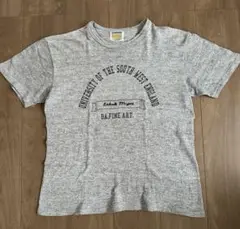 UNIVERSITY OF THE SOUTH WEST ENGLAND
BA.FINE ART.